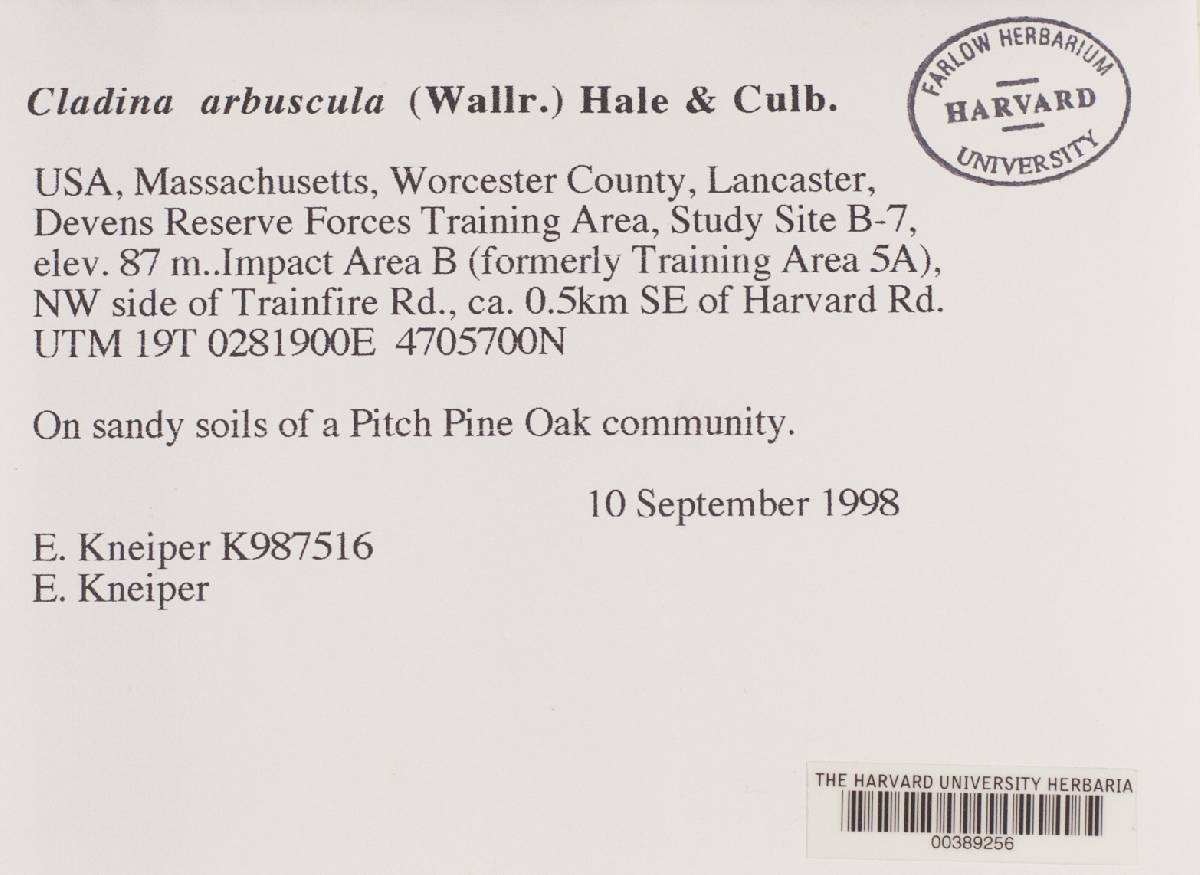 Cladina arbuscula (Wallr.) Hale & Culb.
FARLOW HERBARIUM
HARVARD
UNIVERSITY
USA, Massachusetts, Worcester County, Lancaster,
Devens Reserve Forces Training Area, Study Site B-7,
elev. 87 m..Impact Area B (formerly Training Area 5A),
NW side of Trainfire Rd., ca. 0.5km SE of Harvard Rd.
UTM 19T 0281900E 4705700N
On sandy soils of a Pitch Pine Oak community.
10 September 1998
E. Kneiper K987516
E. Kneiper
THE HARVARD UNIVERSITY HERBARIA
00389256